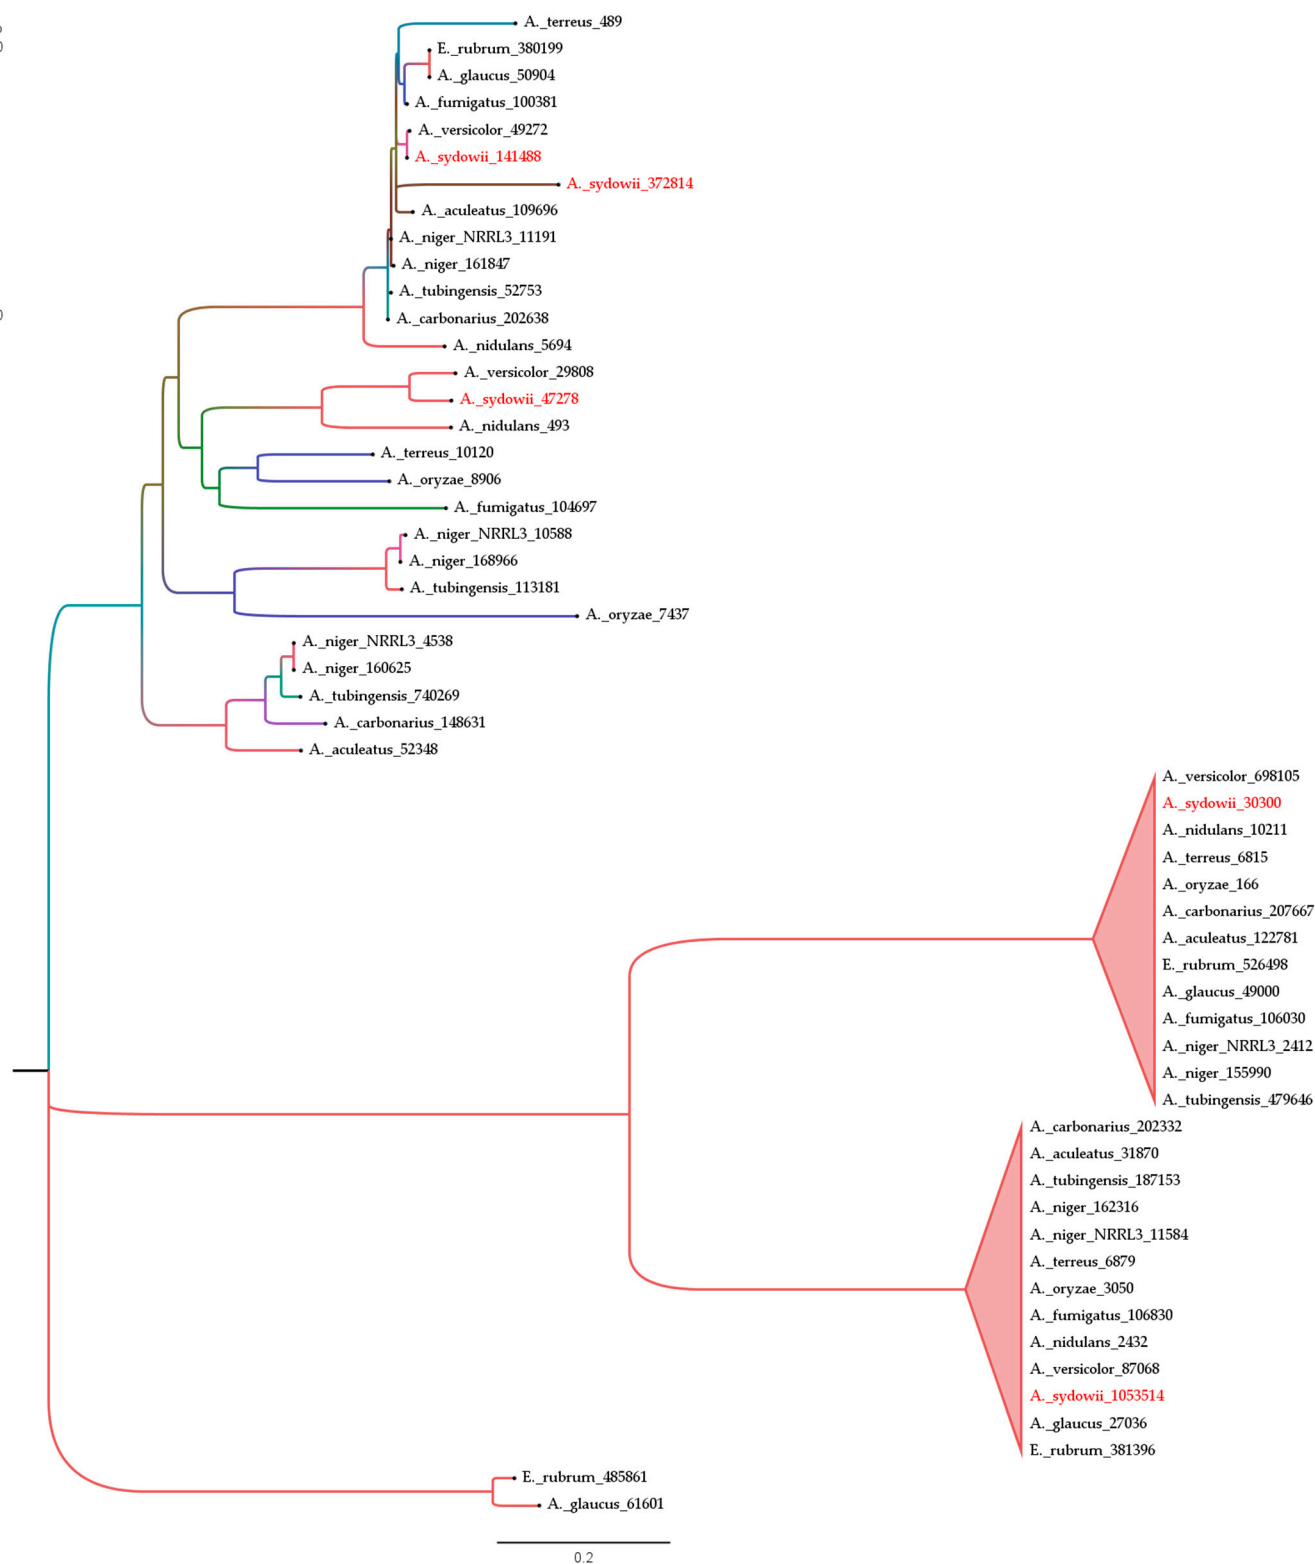 A._terreus_489
E._rubrum_380199
A._glaucus_50904
A._fumigatus_100381
A._versicolor_49272
A._sydowii_141488
A._sydowii_372814
A._aculeatus_109696
A._niger_NRRL3_11191
A._niger_161847
A._tubingensis_52753
A._carbonarius_202638
A._nidulans_5694
A._versicolor_29808
A._sydowii_47278
A._nidulans_493
A._terreus_10120
A._oryzae_8906
A._fumigatus_104697
A._niger_NRRL3_10588
A._niger_168966
A._tubingensis_113181
A._oryzae_7437
A._niger_NRRL3_4538
A._niger_160625
A._tubingensis_740269
A._carbonarius_148631
A._aculeatus_52348
A._versicolor_698105
A._sydowii_30300
A._nidulans_10211
A._terreus_6815
A._oryzae_166
A._carbonarius_207667
A._aculeatus_122781
E._rubrum_526498
A._glaucus_49000
A._fumigatus_106030
A._niger_NRRL3_2412
A._niger_155990
A._tubingensis_479646
A._carbonarius_202332
A._aculeatus_31870
A._tubingensis_187153
A._niger_162316
A._niger_NRRL3_11584
A._terreus_6879
A._oryzae_3050
A._fumigatus_106830
A._nidulans_2432
A._versicolor_87068
A._sydowii_1053514
A._glaucus_27036
E._rubrum_381396
E._rubrum_485861
A._glaucus_61601
0.2